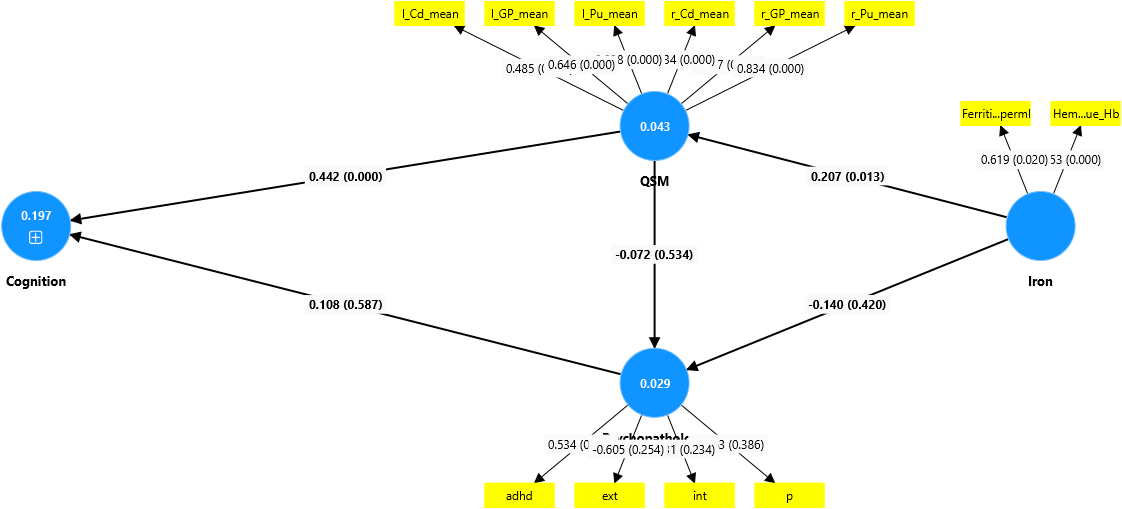 l_Cd_mean
l_GP_mean
l_Pu_mean
r_Cd_mean
r_GP_mean
r_Pu_mean
0.485
0.646 (0.000)
8 (0.000)
34 (0.000)
7
0.834 (0.000)
Ferriti...perml
Hem...ue_Hb
0.043
0.619 (0.020)
53 (0.000)
QSM
0.442 (0.000)
0.207 (0.013)
0.197
-0.072 (0.534)
Cognition
Iron
0.108 (0.587)
-0.140 (0.420)
0.029
0.534
-0.605 (0.254)
1 (0.234)
3 (0.386)
adhd
ext
int
p